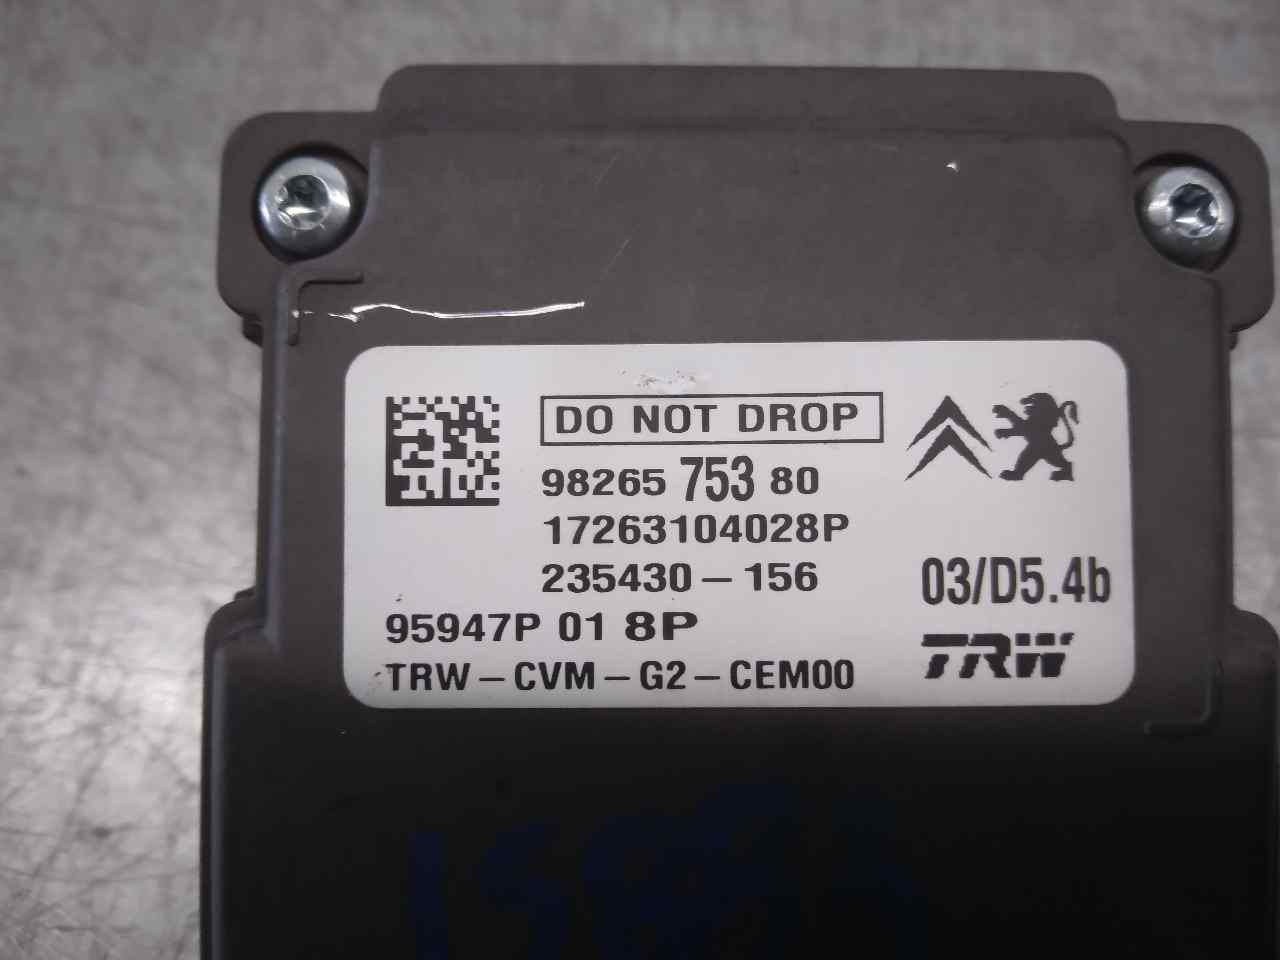 DO NOT DROP
98265 753 80
17263104028P
235430-156
03/D5.4b
95947P 01 8P
TRW-CVM-G2-CEM00
TRW